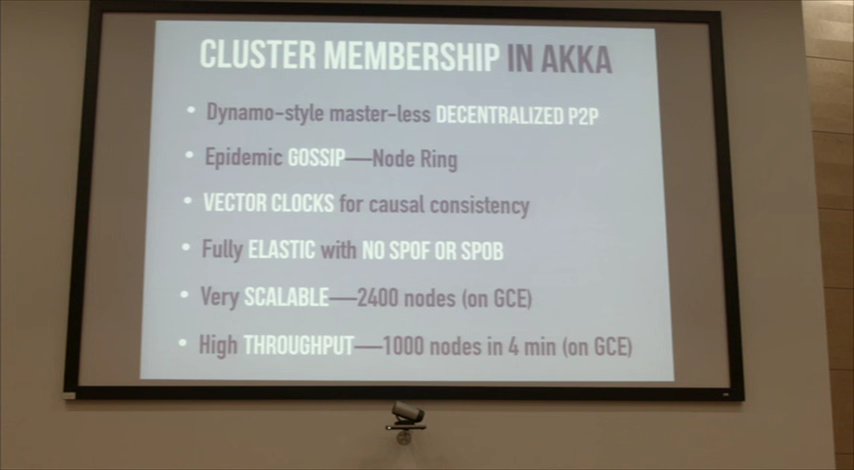 CLUSTER MEMBERSHIP IN AKKA
• Dynamo-style master-less DECENTRALIZED P2P
• Epidemic GOSSIP—Node Ring
• VECTOR CLOCKS for causal consistency
• Fully ELASTIC with NO SPOF OR SPOB
• Very SCALABLE—2400 nodes (on GCE)
• High THROUGHPUT—1000 nodes in 4 min (on GCE)